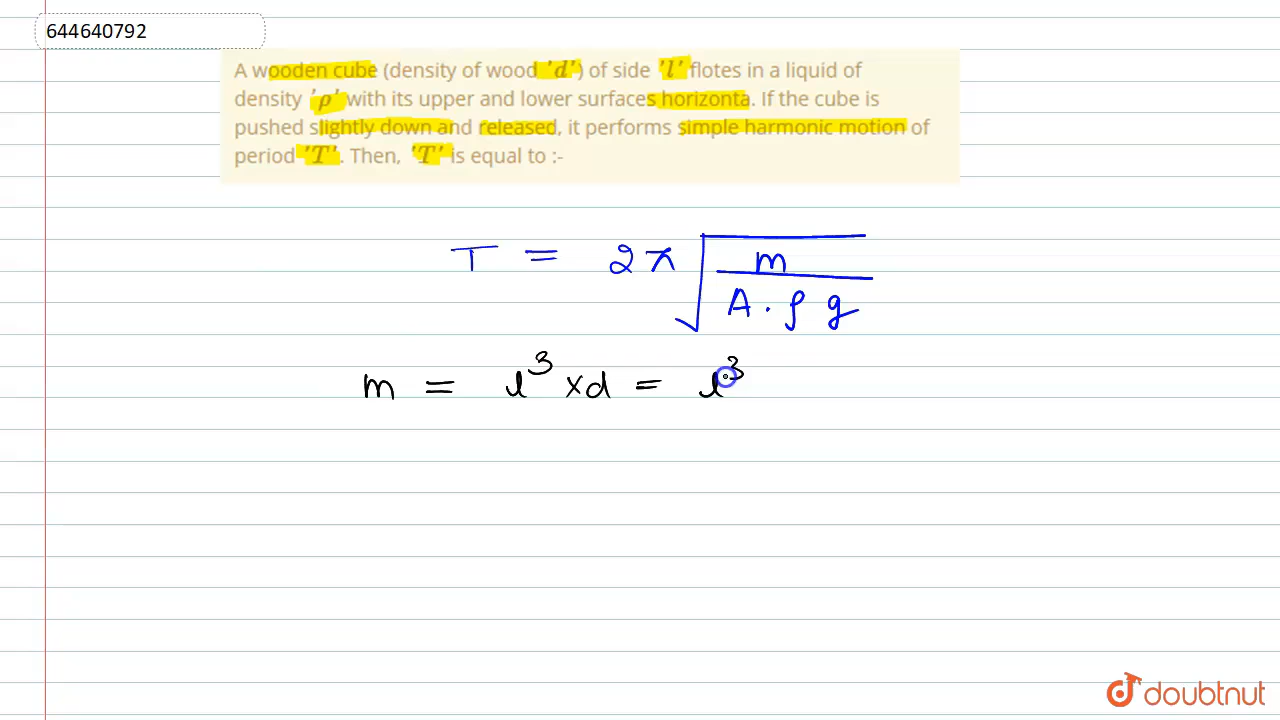 644640792
A wooden cube (density of wood 'd') of side 'l' flotes in a liquid of
density 'ρ' with its upper and lower surfaces horizonta. If the cube is
pushed slightly down and released, it performs simple harmonic motion of
period 'T'. Then, 'T' is equal to :-
T = 2π √(m / A . ρ g)
m = l³ × d = l³
doubtnut